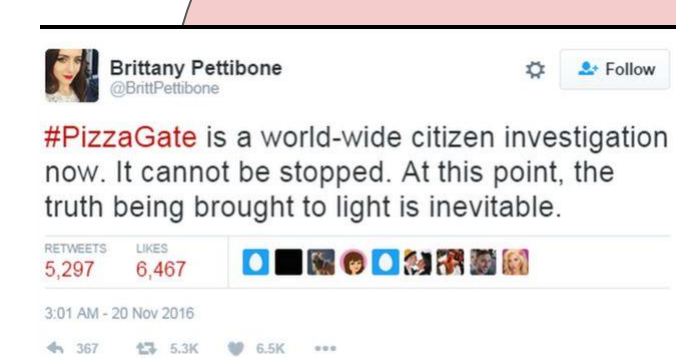 Brittany Pettibone
@BrittPettibone
Follow
#PizzaGate is a world-wide citizen investigation
now. It cannot be stopped. At this point, the
truth being brought to light is inevitable.
RETWEETS LIKES
5,297 6,467
3:01 AM - 20 Nov 2016
367 5.3K 6.5K